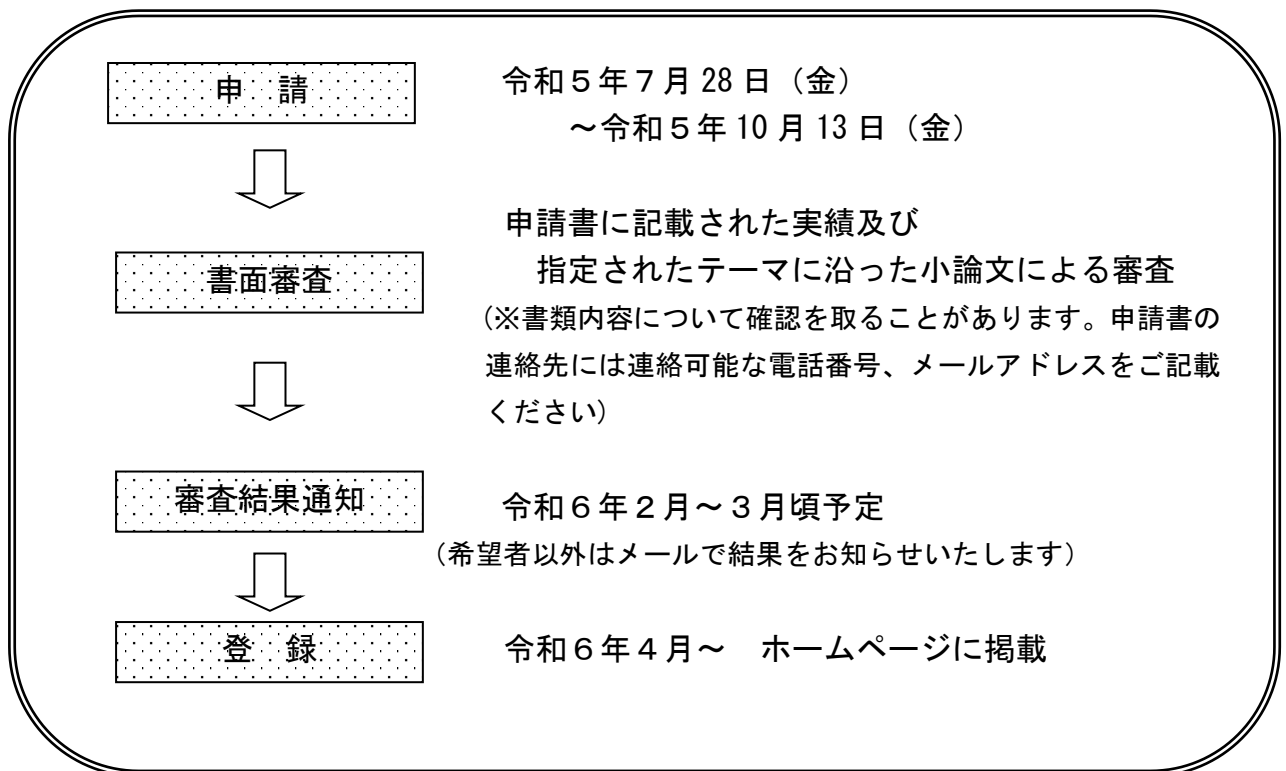 申　請
令和５年７月 28 日（金）
～令和５年 10 月 13 日（金）
書面審査
申請書に記載された実績及び
指定されたテーマに沿った小論文による審査
（※書類内容について確認を取ることがあります。申請書の
連絡先には連絡可能な電話番号、メールアドレスをご記載
ください）
審査結果通知
令和６年２月～３月頃予定
（希望者以外はメールで結果をお知らせいたします）
登　録
令和６年４月～　ホームページに掲載